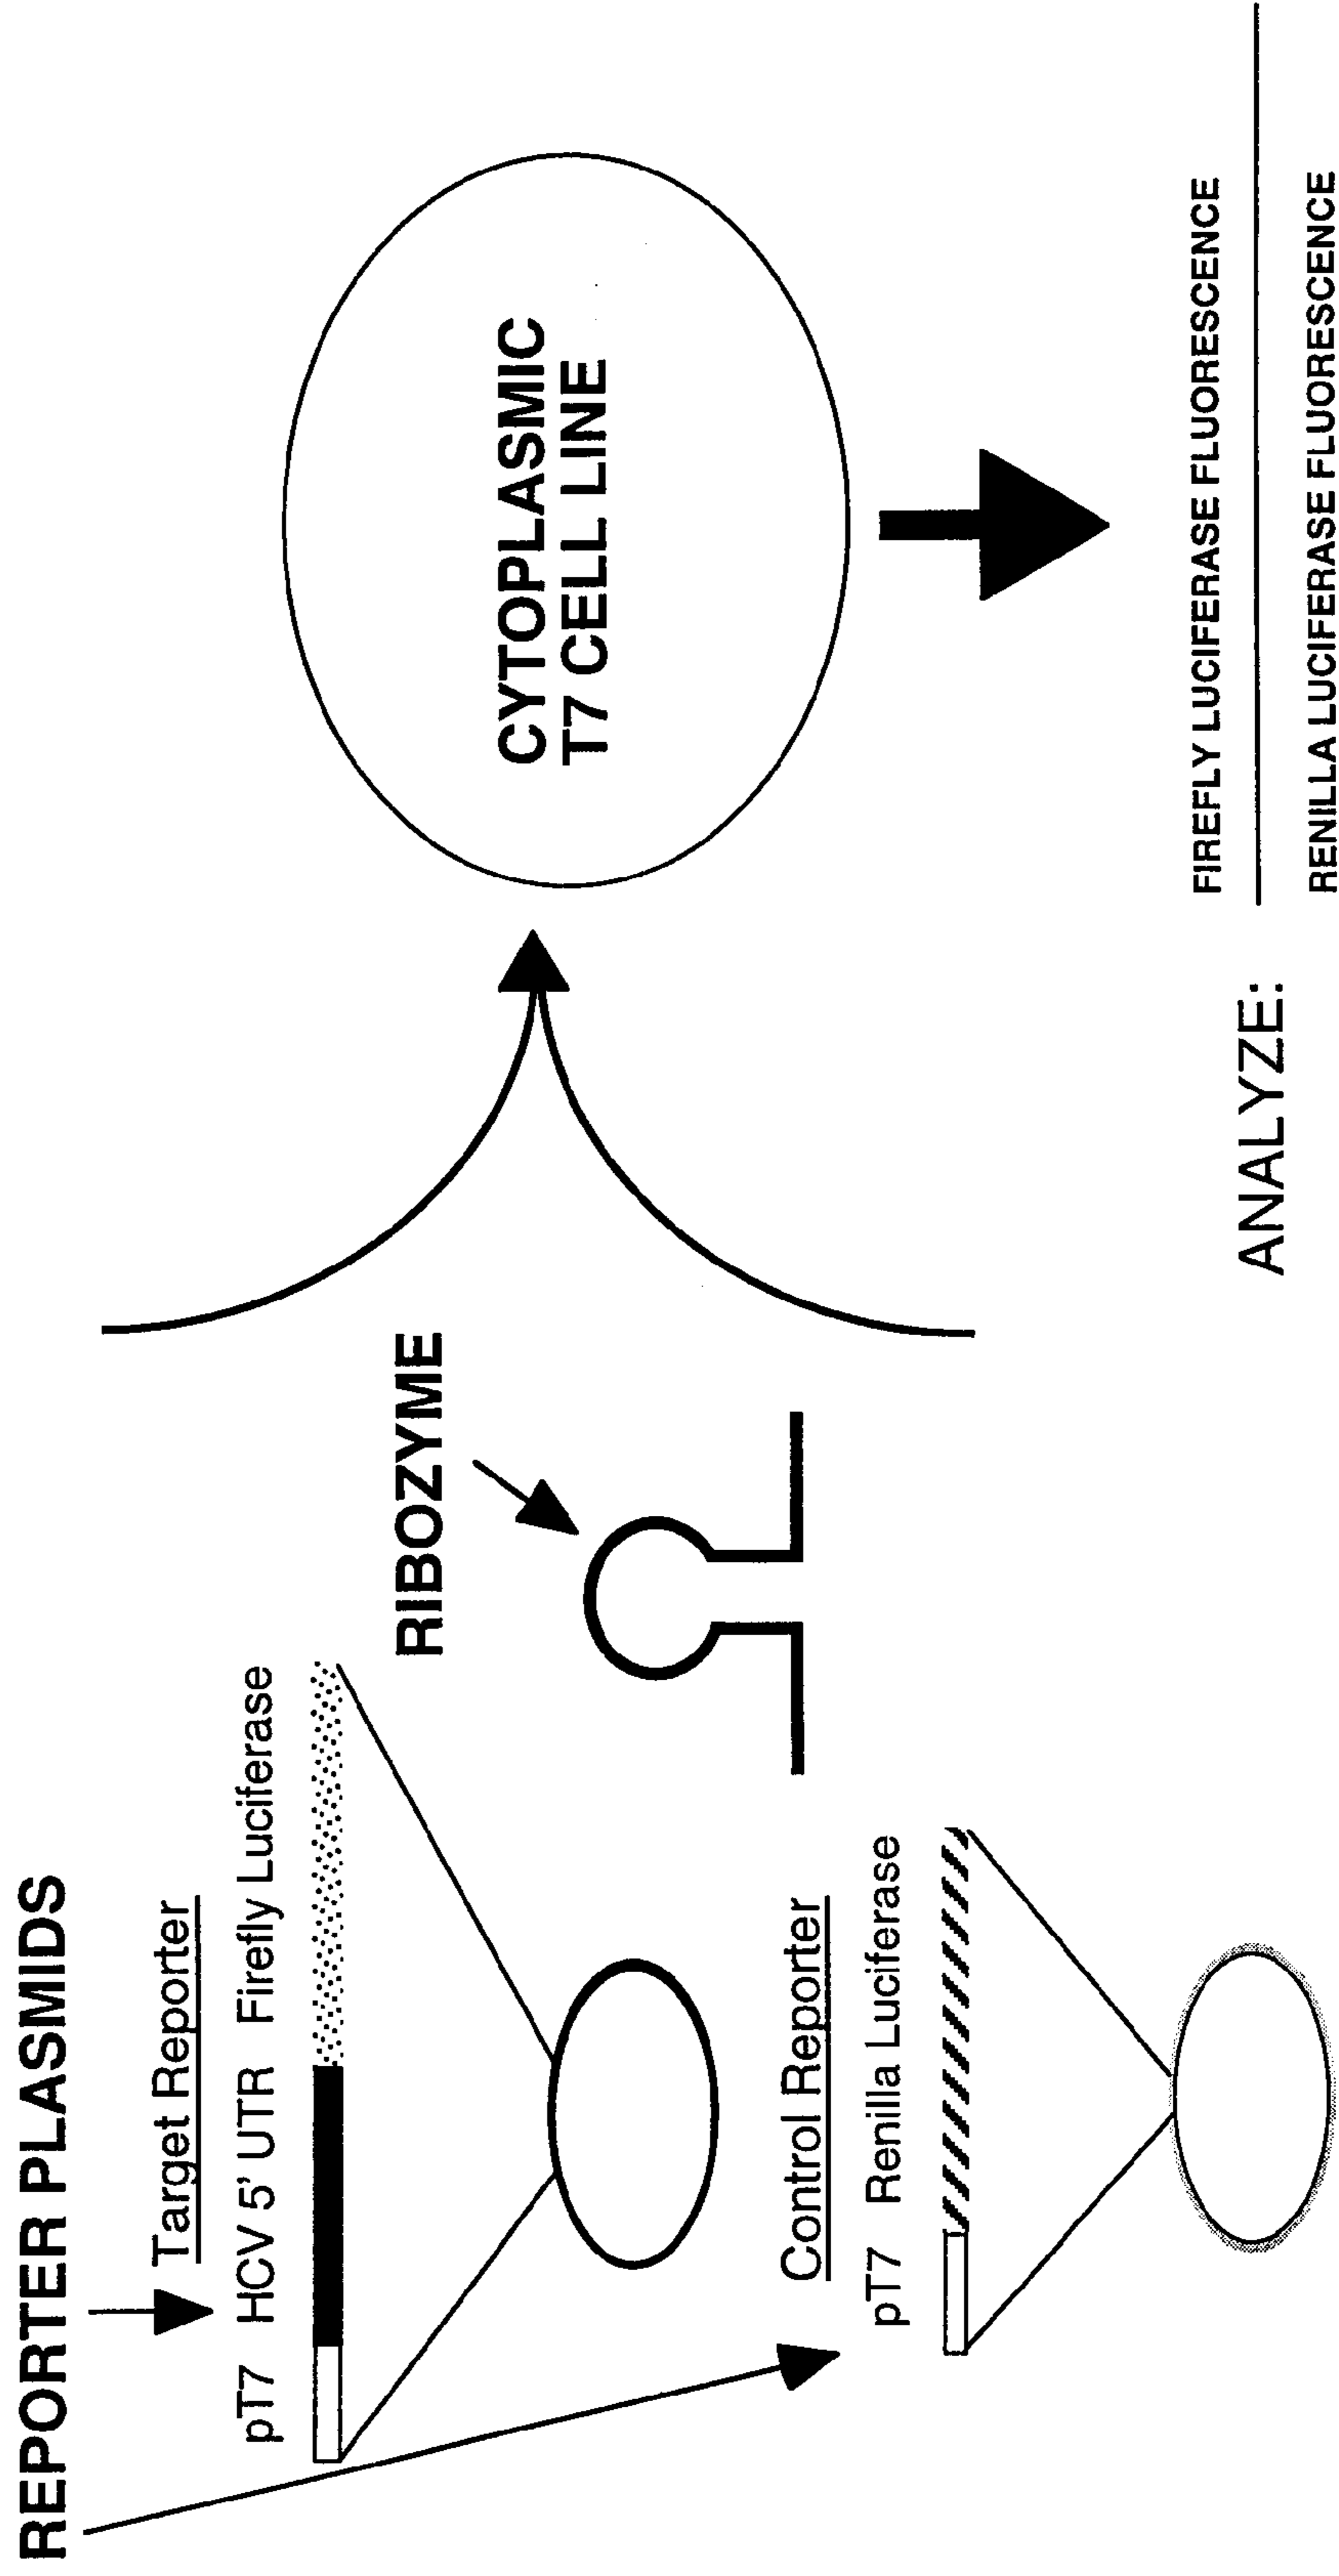 REPORTER PLASMIDS
Target Reporter
pT7 HCV 5' UTR Firefly Luciferase
RIBOZYME
Control Reporter
pT7 Renilla Luciferase
CYTOPLASMIC
T7 CELL LINE
ANALYZE:
FIREFLY LUCIFERASE FLUORESCENCE
RENILLA LUCIFERASE FLUORESCENCE